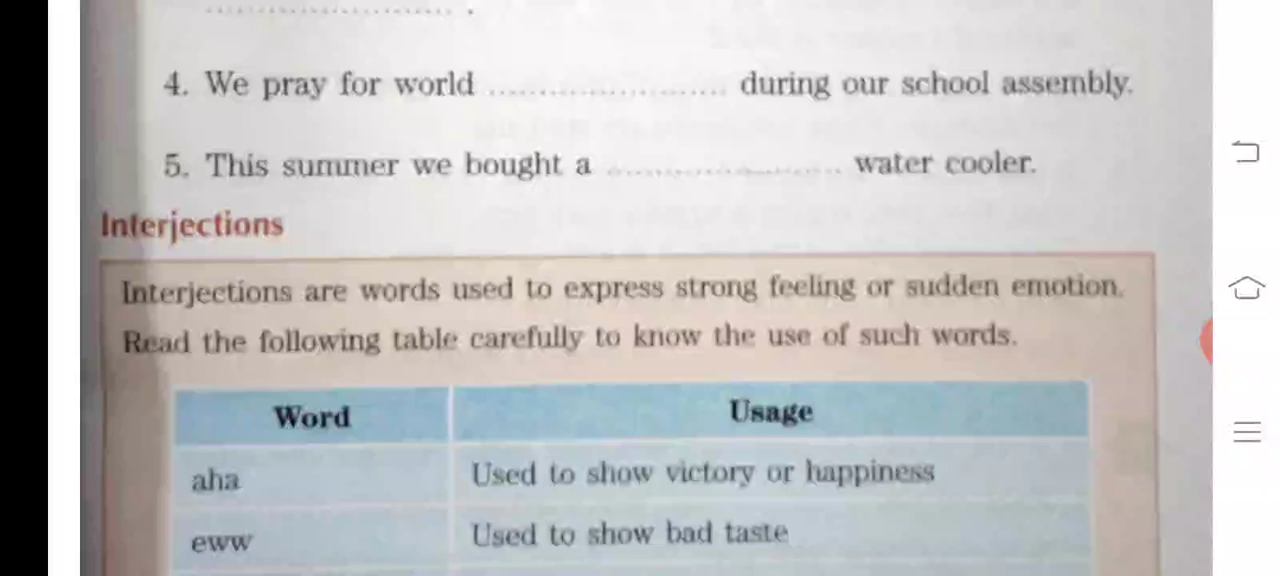 4. We pray for world ........................ during our school assembly.
5. This summer we bought a ........................ water cooler.
Interjections
Interjections are words used to express strong feeling or sudden emotion.
Read the following table carefully to know the use of such words.
Word Usage
aha Used to show victory or happiness
eww Used to show bad taste